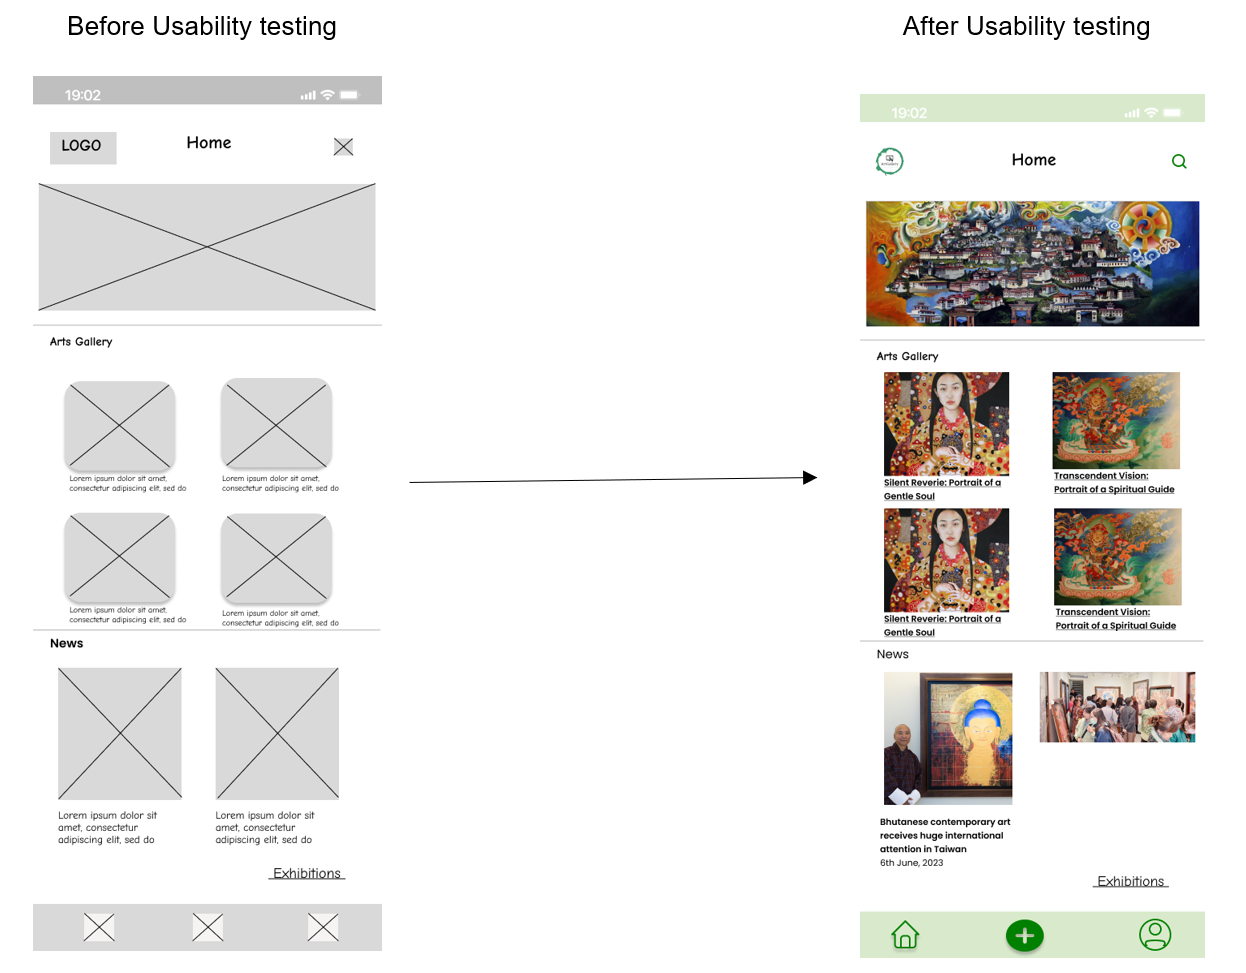 Before Usability testing
After Usability testing
19:02
LOGO
Home
Arts Gallery
Lorem ipsum dolor sit amet,
consectetur adipiscing elit, sed do
Lorem ipsum dolor sit amet,
consectetur adipiscing elit, sed do
Lorem ipsum dolor sit amet,
consectetur adipiscing elit, sed do
Lorem ipsum dolor sit amet,
consectetur adipiscing elit, sed do
News
Lorem ipsum dolor sit
amet, consectetur
adipiscing elit, sed do
Lorem ipsum dolor sit
amet, consectetur
adipiscing elit, sed do
Exhibitions
19:02
Home
Arts Gallery
Silent Reverie: Portrait of a
Gentle Soul
Transcendent Vision:
Portrait of a Spiritual Guide
Silent Reverie: Portrait of a
Gentle Soul
Transcendent Vision:
Portrait of a Spiritual Guide
News
Bhutanese contemporary art
receives huge international
attention in Taiwan
6th June, 2023
Exhibitions